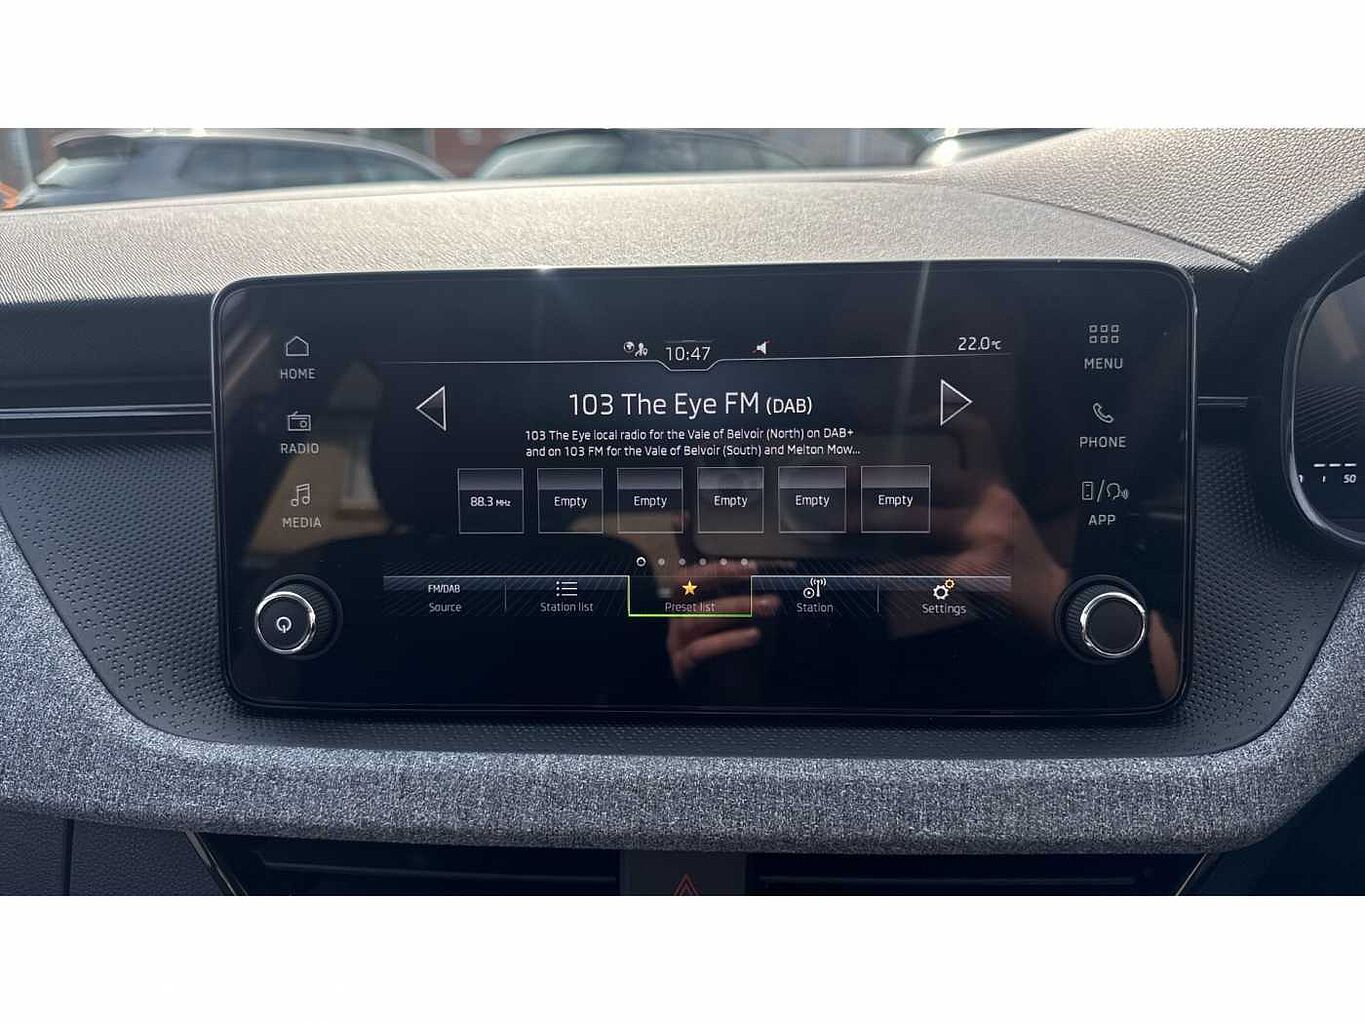 10:47
22.0°C
HOME
RADIO
MEDIA
103 The Eye FM (DAB)
103 The Eye local radio for the Vale of Belvoir (North) on DAB+
and on 103 FM for the Vale of Belvoir (South) and Melton Mow...
88.3 MHz
Empty
Empty
Empty
Empty
Empty
FM/DAB
Source
Station list
Preset list
Station
Settings
MENU
PHONE
APP
50